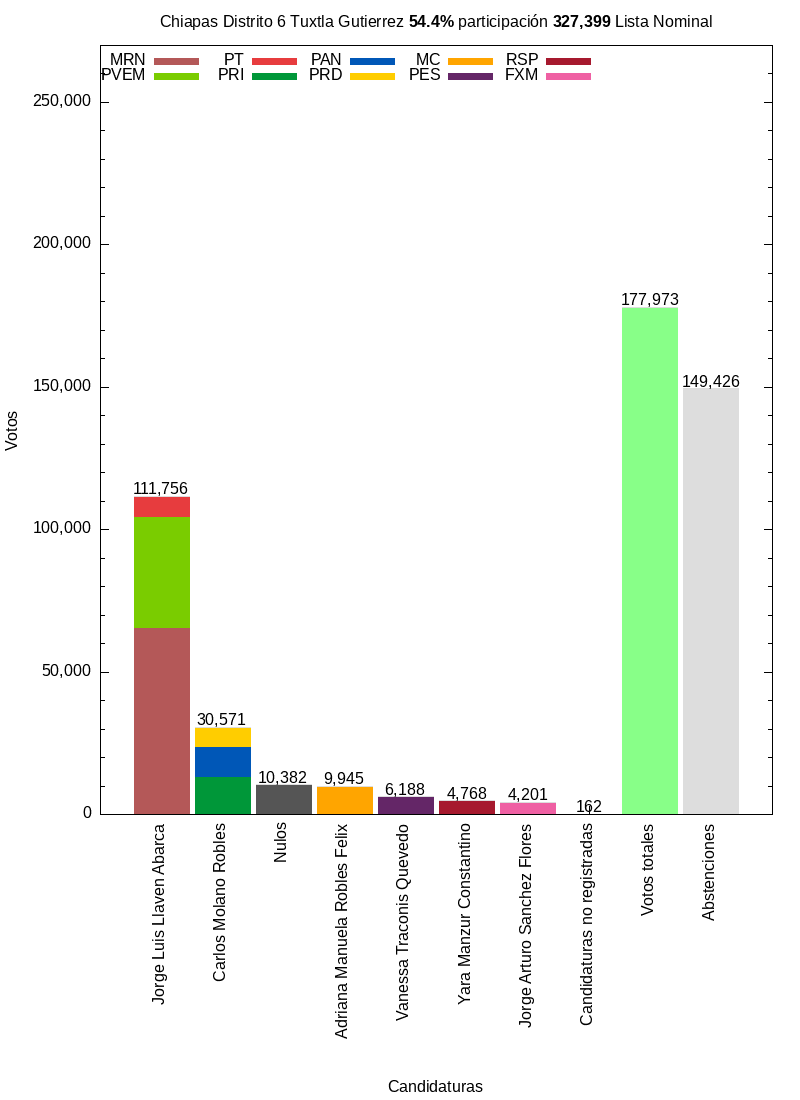 Chiapas Distrito 6 Tuxtla Gutierrez 54.4% participación 327,399 Lista Nominal
MRN PT PAN MC RSP
PVEM PRI PRD PES FXM
250,000
200,000
150,000
100,000
50,000
0
Votos
111,756
30,571
10,382
9,945
6,188
4,768
4,201
162
177,973
149,426
Jorge Luis Llaven Abarca
Carlos Molano Robles
Nulos
Adriana Manuela Robles Felix
Vanessa Traconis Quevedo
Yara Manzur Constantino
Jorge Arturo Sanchez Flores
Candidaturas no registradas
Votos totales
Abstenciones
Candidaturas